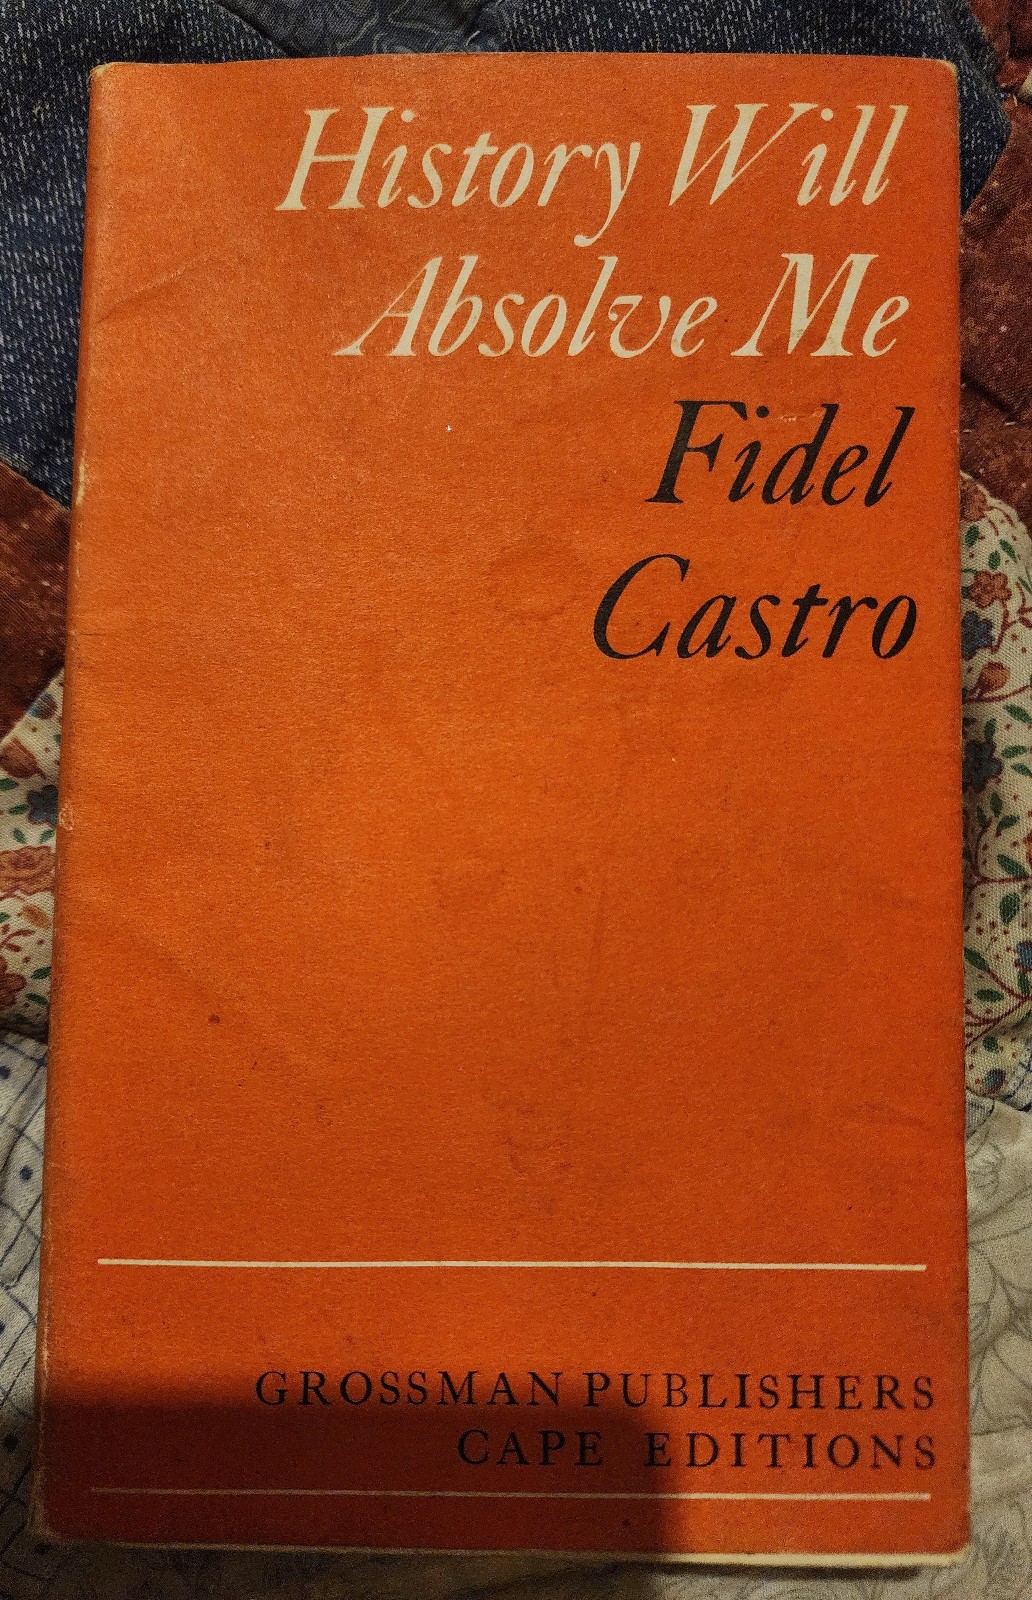 History Will
Absolve Me
Fidel
Castro
GROSSMAN PUBLISHERS
CAPE EDITIONS